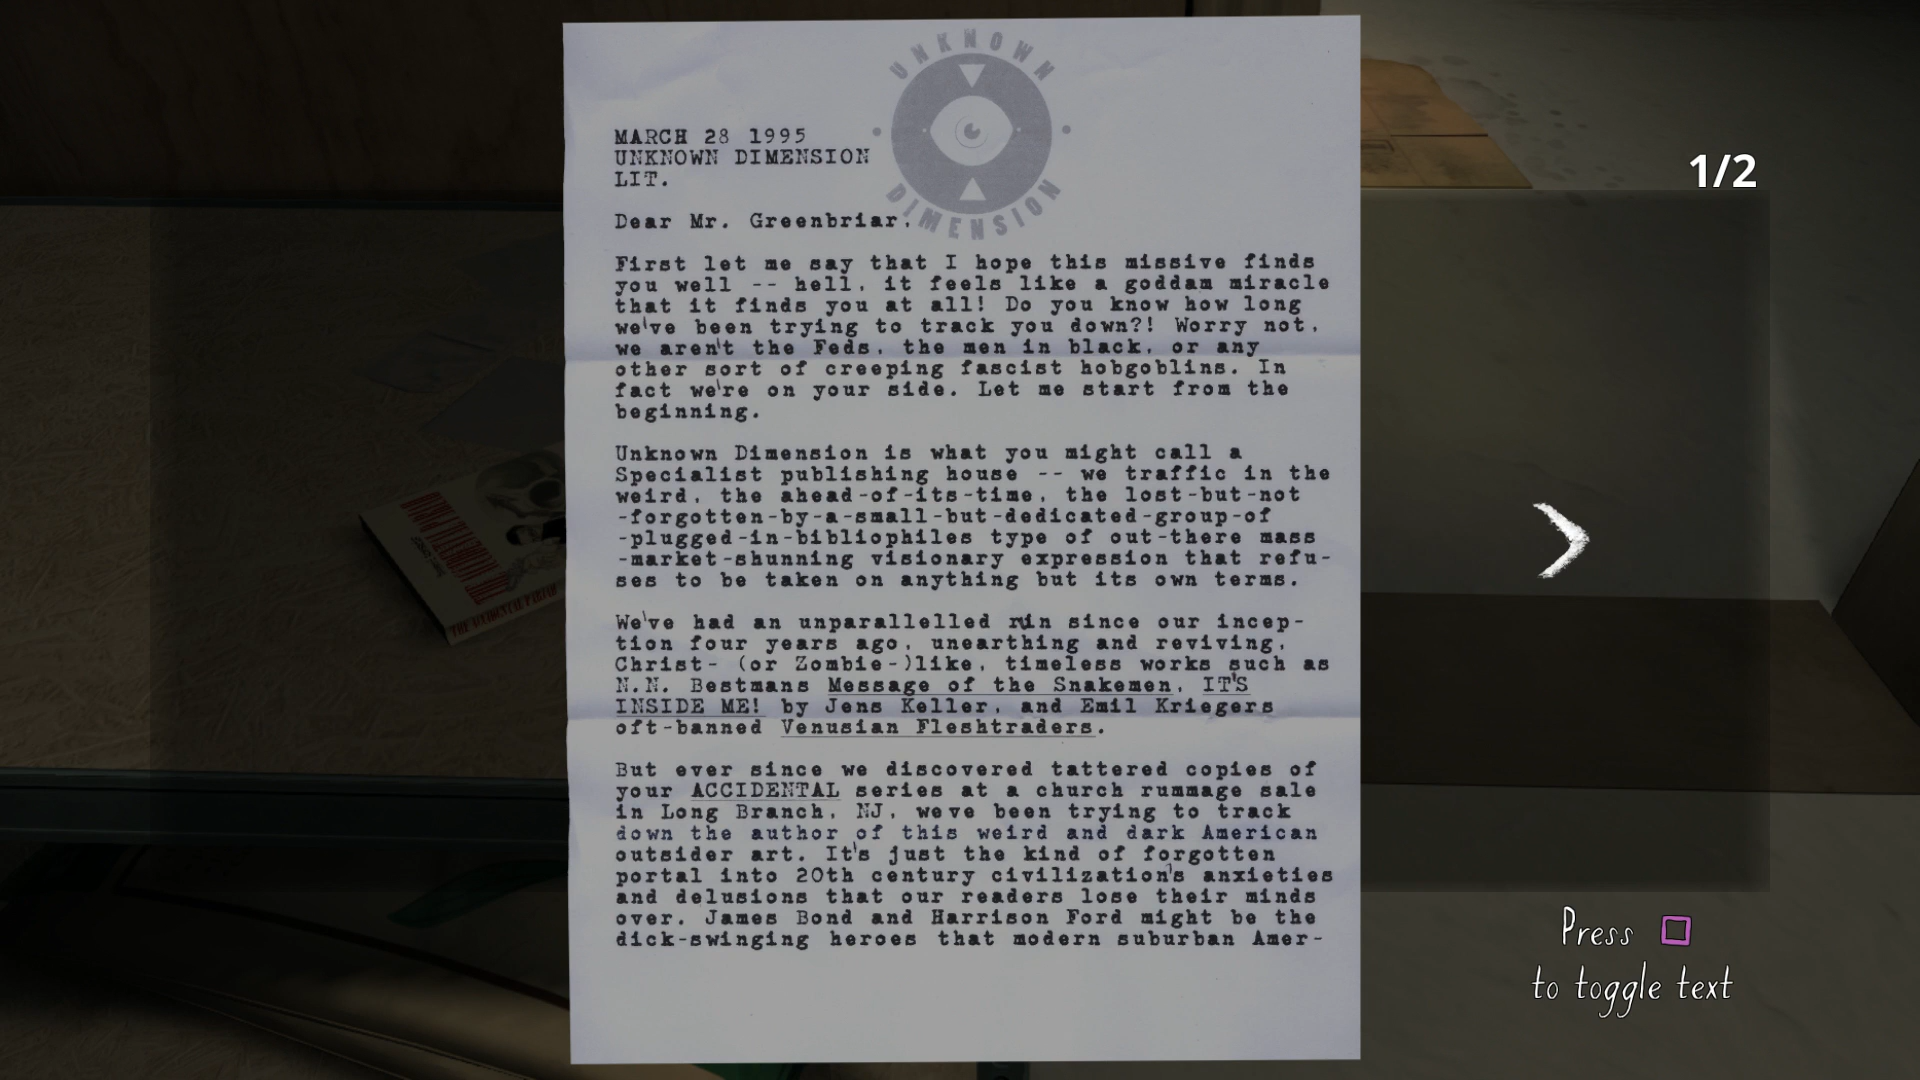 UNKNOWN
DIMENSION
MARCH 28 1995
UNKNOWN DIMENSION
LIT.
Dear Mr. Greenbriar,
First let me say that I hope this missive finds
you well -- hell, it feels like a goddam miracle
that it finds you at all! Do you know how long
we've been trying to track you down?! Worry not,
we aren't the Feds, the men in black, or any
other sort of creeping fascist hobgoblins. In
fact we're on your side. Let me start from the
beginning.
Unknown Dimension is what you might call a
Specialist publishing house -- we traffic in the
weird, the ahead-of-its-time, the lost-but-not
-forgotten-by-a-small-but-dedicated-group-of
-plugged-in-bibliophiles type of out-there mass
-market-shunning visionary expression that refu-
ses to be taken on anything but its own terms.
We've had an unparallelled run since our incep-
tion four years ago, unearthing and reviving,
Christ- (or Zombie-)like, timeless works such as
N.N. Bestmans Message of the Snakemen, IT'S
INSIDE ME! by Jens Keller, and Emil Kriegers
oft-banned Venusian Fleshtraders.
But ever since we discovered tattered copies of
your ACCIDENTAL series at a church rummage sale
in Long Branch, NJ, weve been trying to track
down the author of this weird and dark American
outsider art. It's just the kind of forgotten
portal into 20th century civilization's anxieties
and delusions that our readers lose their minds
over. James Bond and Harrison Ford might be the
dick-swinging heroes that modern suburban Amer-
1/2
Press
to toggle text
THE ACCIDENTAL PARIAH